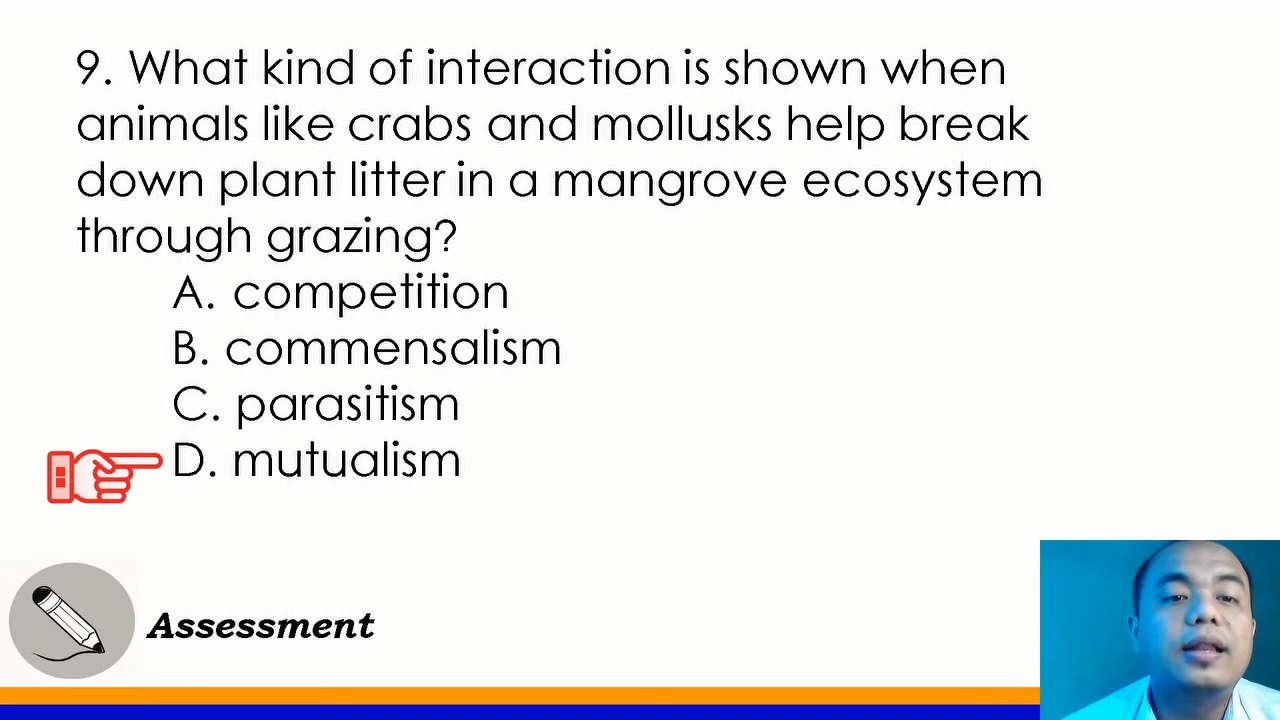 9. What kind of interaction is shown when
animals like crabs and mollusks help break
down plant litter in a mangrove ecosystem
through grazing?
A. competition
B. commensalism
C. parasitism
D. mutualism
Assessment